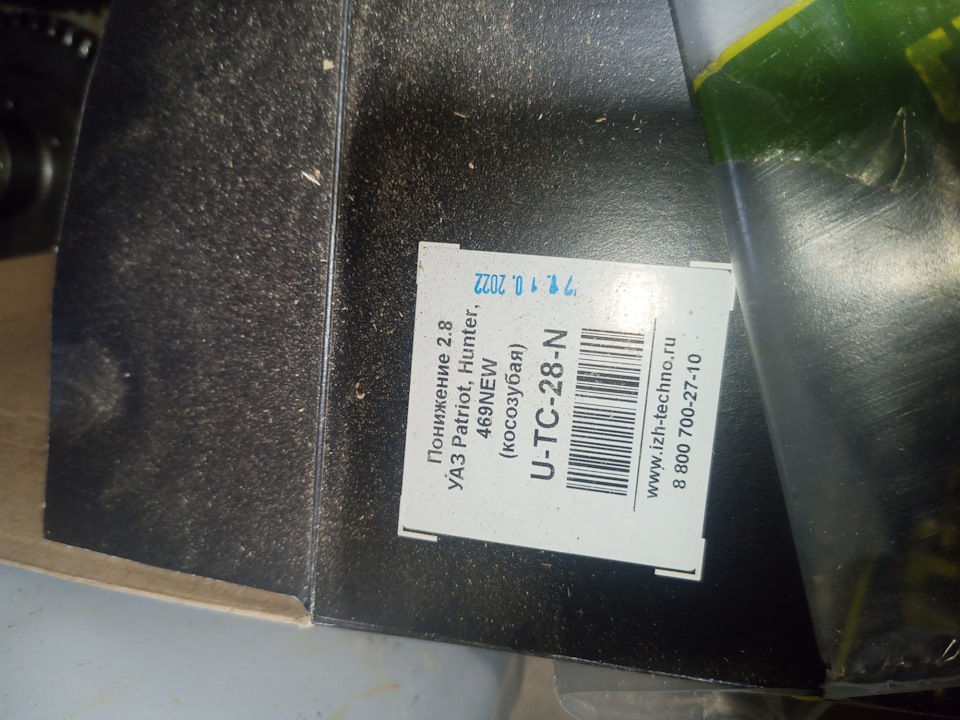 Понижение 2.8
УАЗ Patriot, Hunter,
469NEW
(косозубая)
U-TC-28-N
www.izh-techno.ru
8 800 700-27-10
10.2022